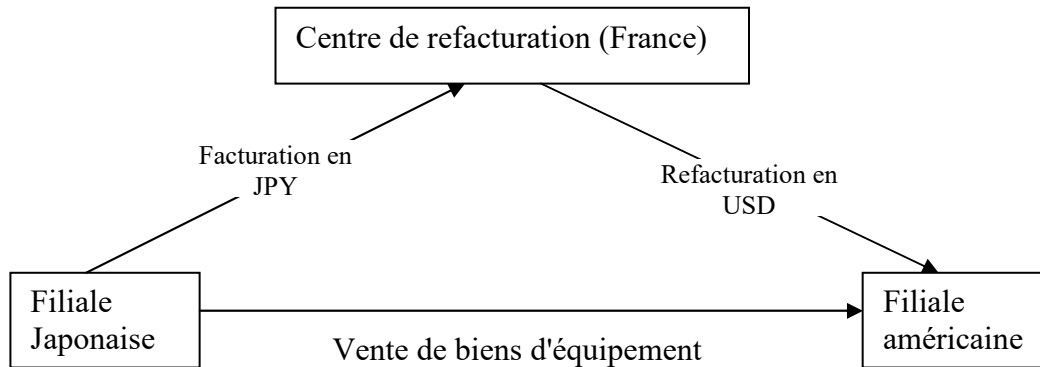 Centre de refacturation (France)
Facturation en
JPY
Refacturation en
USD
Filiale
Japonaise
Vente de biens d'équipement
Filiale
américaine